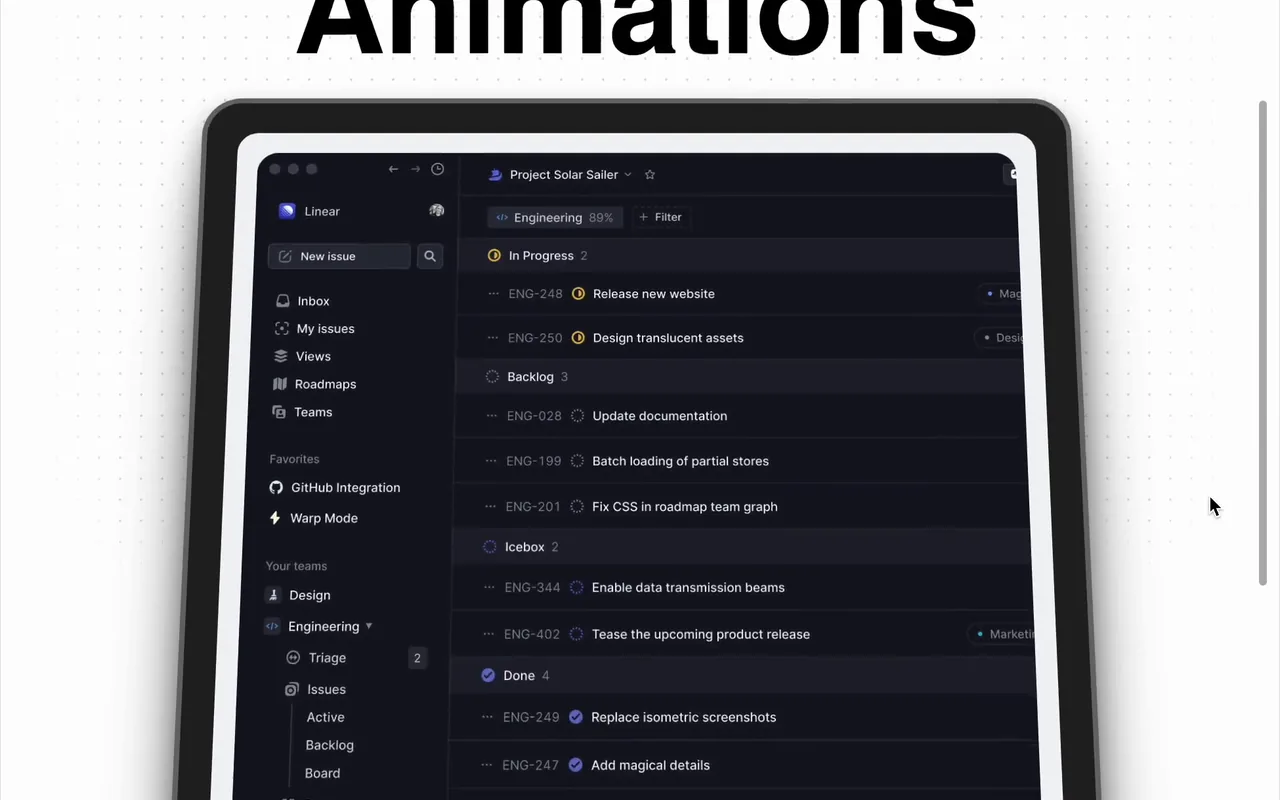 Animations
Linear
New issue
Inbox
My issues
Views
Roadmaps
Teams
Favorites
GitHub Integration
Warp Mode
Your teams
Design
Engineering
Triage 2
Issues
Active
Backlog
Board
Project Solar Sailer
Engineering 89% + Filter
In Progress 2
ENG-248 Release new website Mag
ENG-250 Design translucent assets Desig
Backlog 3
ENG-028 Update documentation
ENG-199 Batch loading of partial stores
ENG-201 Fix CSS in roadmap team graph
Icebox 2
ENG-344 Enable data transmission beams
ENG-402 Tease the upcoming product release Marketin
Done 4
ENG-249 Replace isometric screenshots
ENG-247 Add magical details